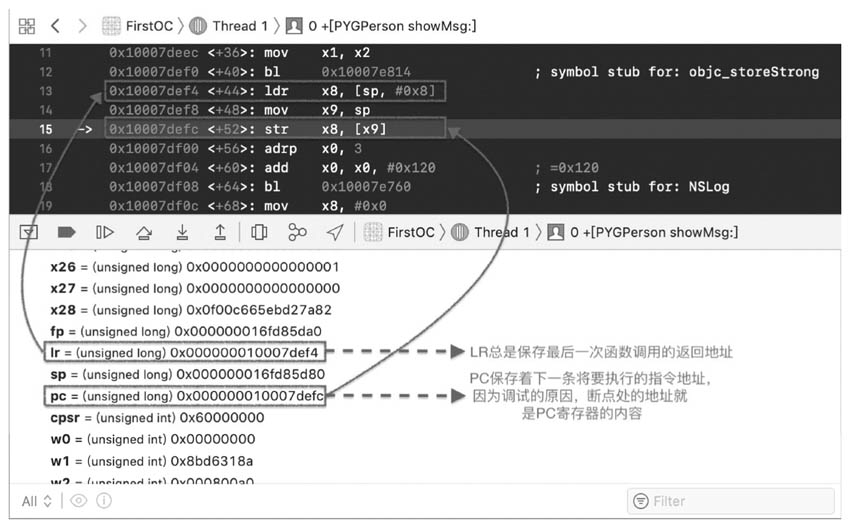 FirstOC 〉 Thread 1 〉 0 +[PYGPerson showMsg:]
11 0x10007deec <+36>: mov x1, x2
12 0x10007def0 <+40>: bl 0x10007e814 ; symbol stub for: objc_storeStrong
13 0x10007def4 <+44>: ldr x8, [sp, #0x8]
14 0x10007def8 <+48>: mov x9, sp
15 -> 0x10007defc <+52>: str x8, [x9]
16 0x10007df00 <+56>: adrp x0, 3
17 0x10007df04 <+60>: add x0, x0, #0x120 ; =0x120
18 0x10007df08 <+64>: bl 0x10007e760 ; symbol stub for: NSLog
19 0x10007df0c <+68>: mov x8, #0x0
FirstOC 〉 Thread 1 〉 0 +[PYGPerson showMsg:]
x26 = (unsigned long) 0x0000000000000001
x27 = (unsigned long) 0x0000000000000000
x28 = (unsigned long) 0x0f00c665ebd27a82
fp = (unsigned long) 0x000000016fd85da0
lr = (unsigned long) 0x000000010007def4
LR总是保存最后一次函数调用的返回地址
sp = (unsigned long) 0x000000016fd85d80
pc = (unsigned long) 0x000000010007defc
PC保存着下一条将要执行的指令地址，
因为调试的原因，断点处的地址就
是PC寄存器的内容
cpsr = (unsigned int) 0x60000000
w0 = (unsigned int) 0x00000000
w1 = (unsigned int) 0x8bd6318a
w2 = (unsigned int) 0x000800a0
All
Filter